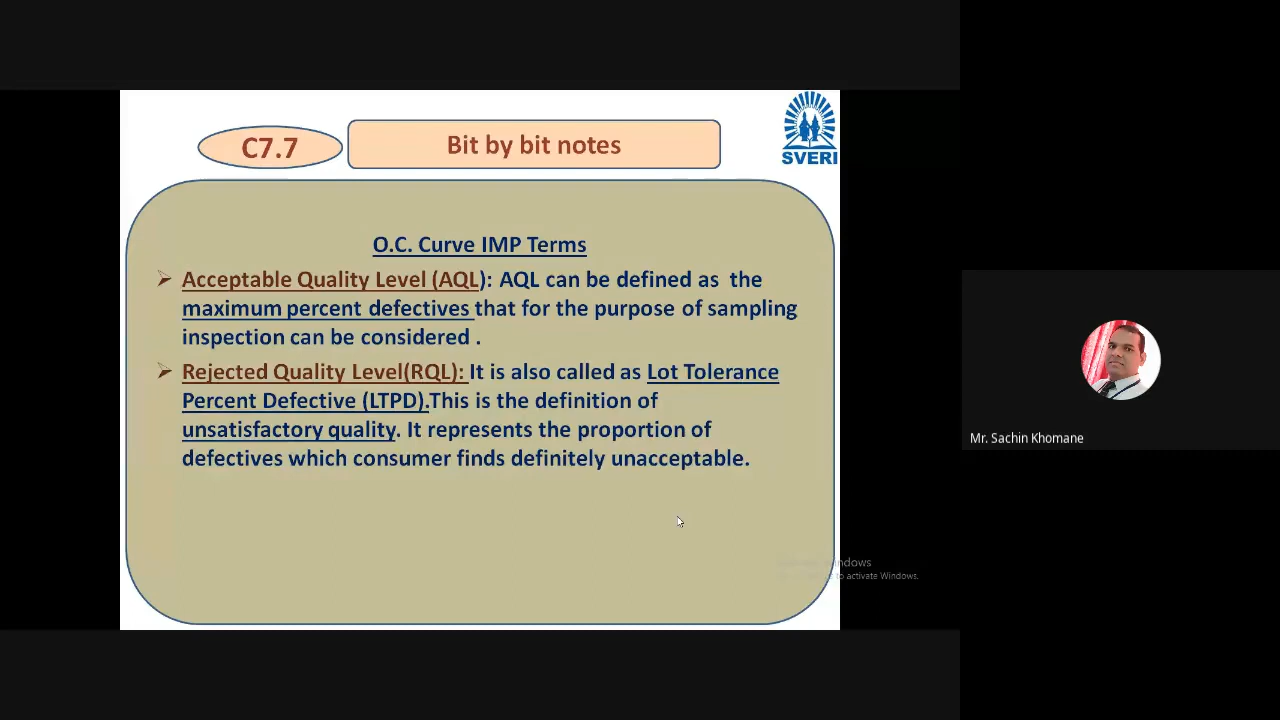 C7.7
Bit by bit notes
SVERI
O.C. Curve IMP Terms
Acceptable Quality Level (AQL): AQL can be defined as the
maximum percent defectives that for the purpose of sampling
inspection can be considered .
Rejected Quality Level(RQL): It is also called as Lot Tolerance
Percent Defective (LTPD).This is the definition of
unsatisfactory quality. It represents the proportion of
defectives which consumer finds definitely unacceptable.
Mr. Sachin Khomane
to activate Windows.